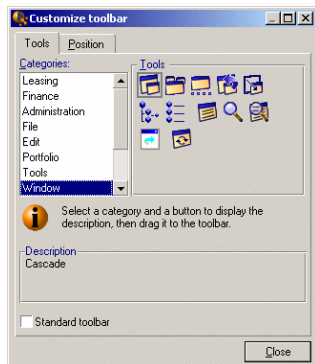 Customize toolbar
Tools Position
Categories: Tools
Leasing
Finance
Administration
File
Edit
Portfolio
Tools
Window
Select a category and a button to display the
description, then drag it to the toolbar.
Description
Cascade
Standard toolbar
Close